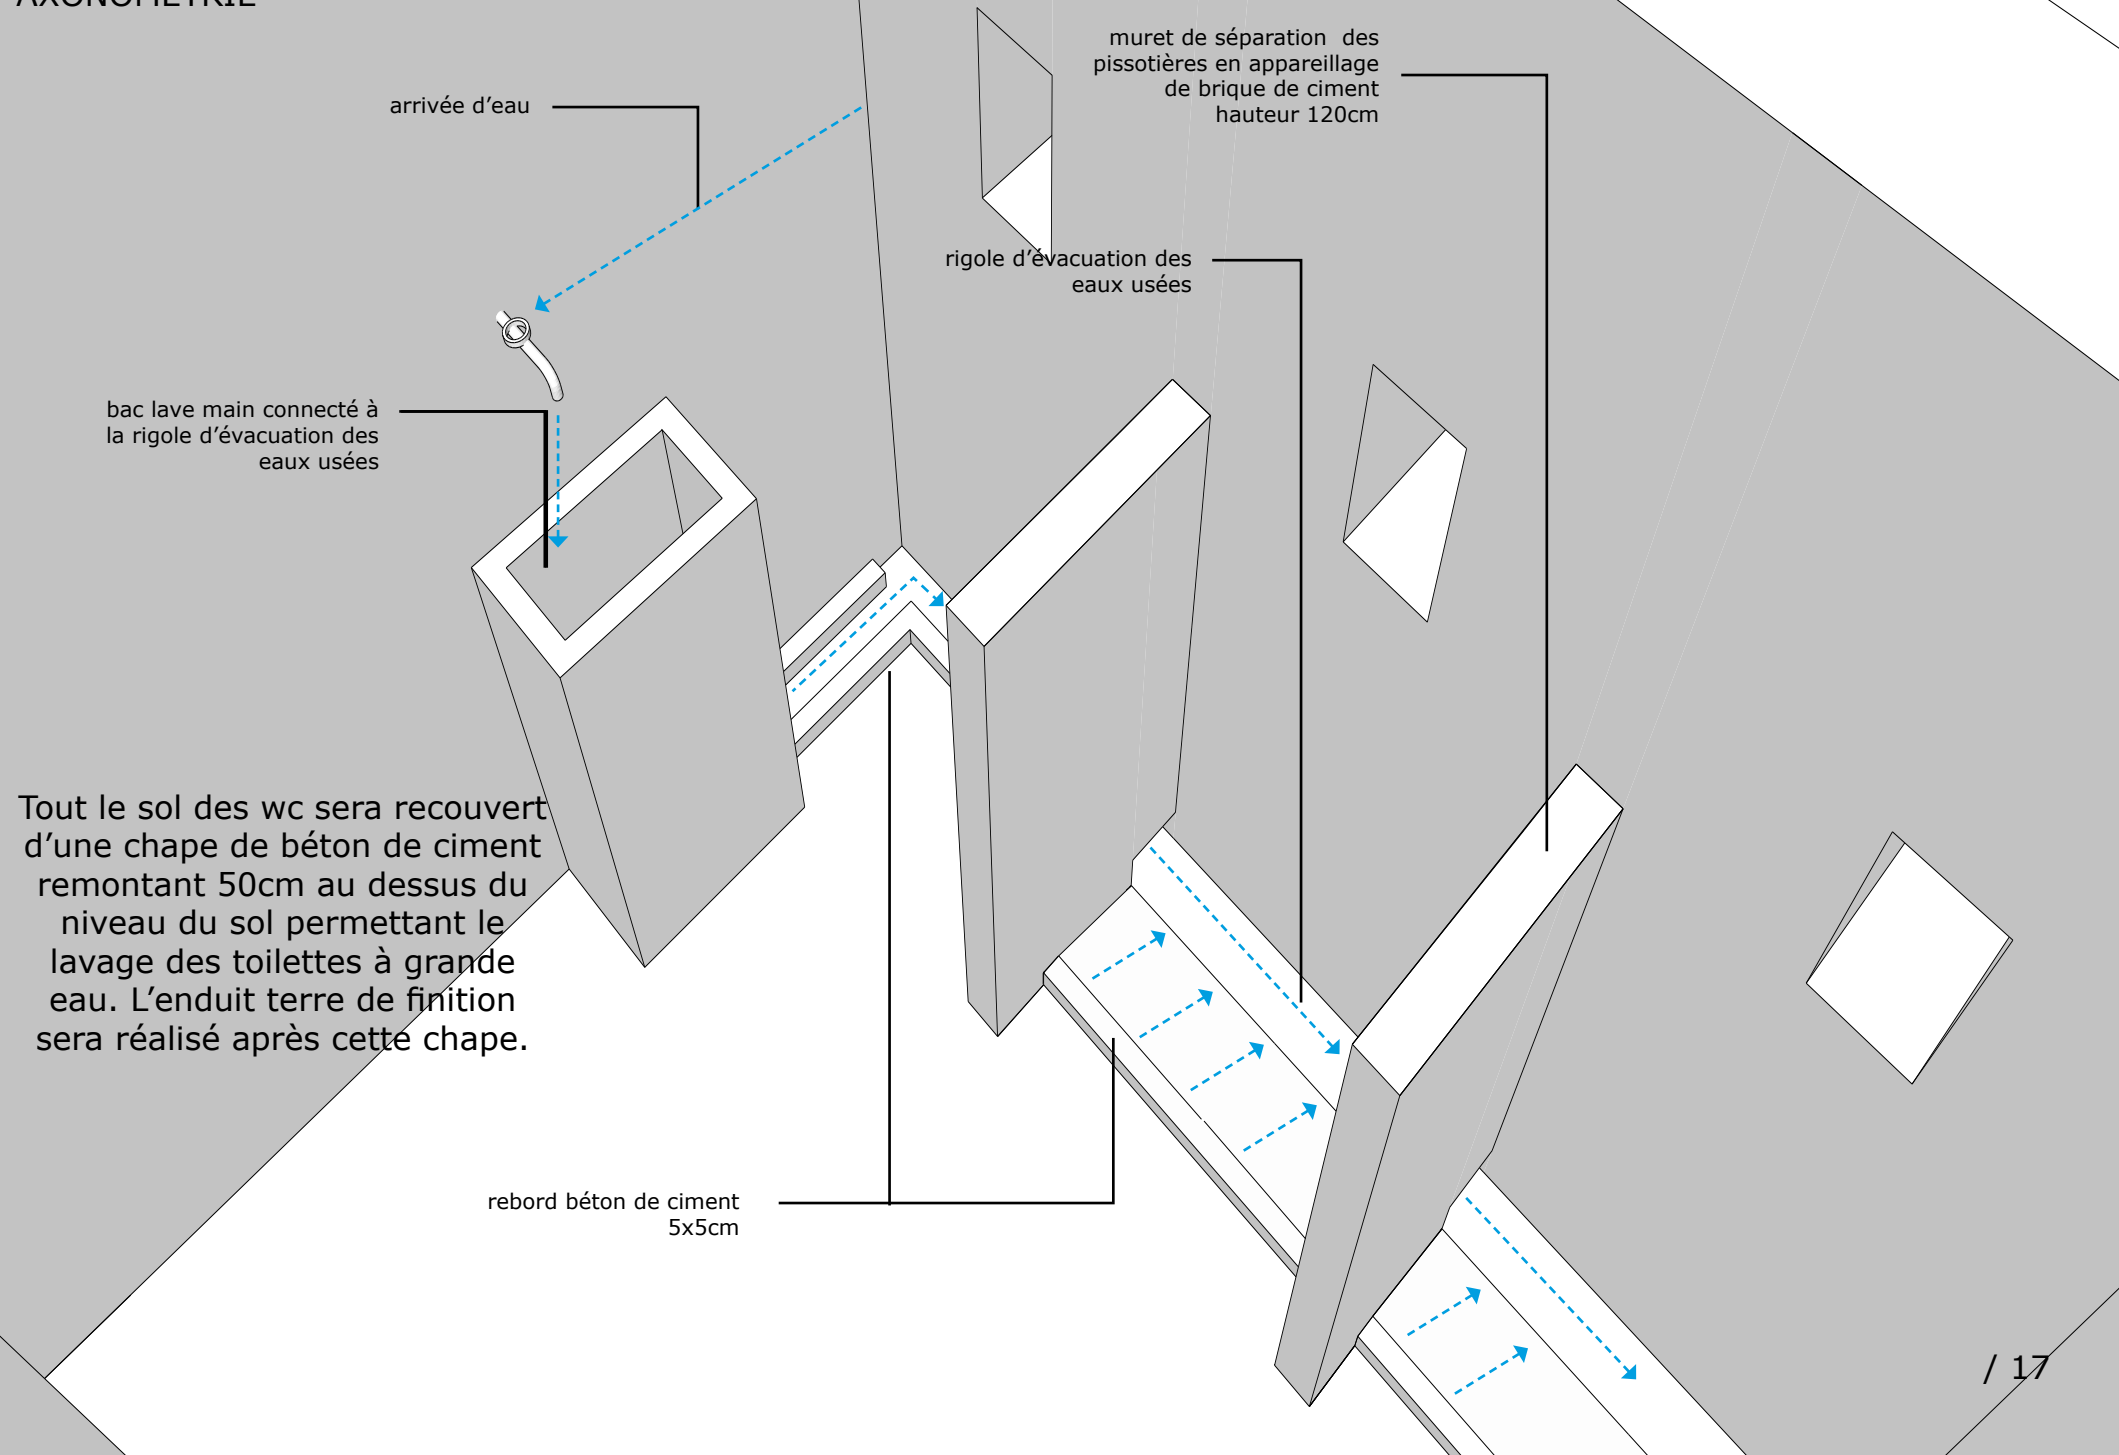 AXONOMETRIE
muret de séparation  des
pissotières en appareillage
de brique de ciment
hauteur 120cm
arrivée d’eau
rigole d’évacuation des
eaux usées
bac lave main connecté à
la rigole d’évacuation des
eaux usées
Tout le sol des wc sera recouvert
d’une chape de béton de ciment
remontant 50cm au dessus du
niveau du sol permettant le
lavage des toilettes à grande
eau. L’enduit terre de finition
sera réalisé après cette chape.
rebord béton de ciment
5x5cm
/ 17